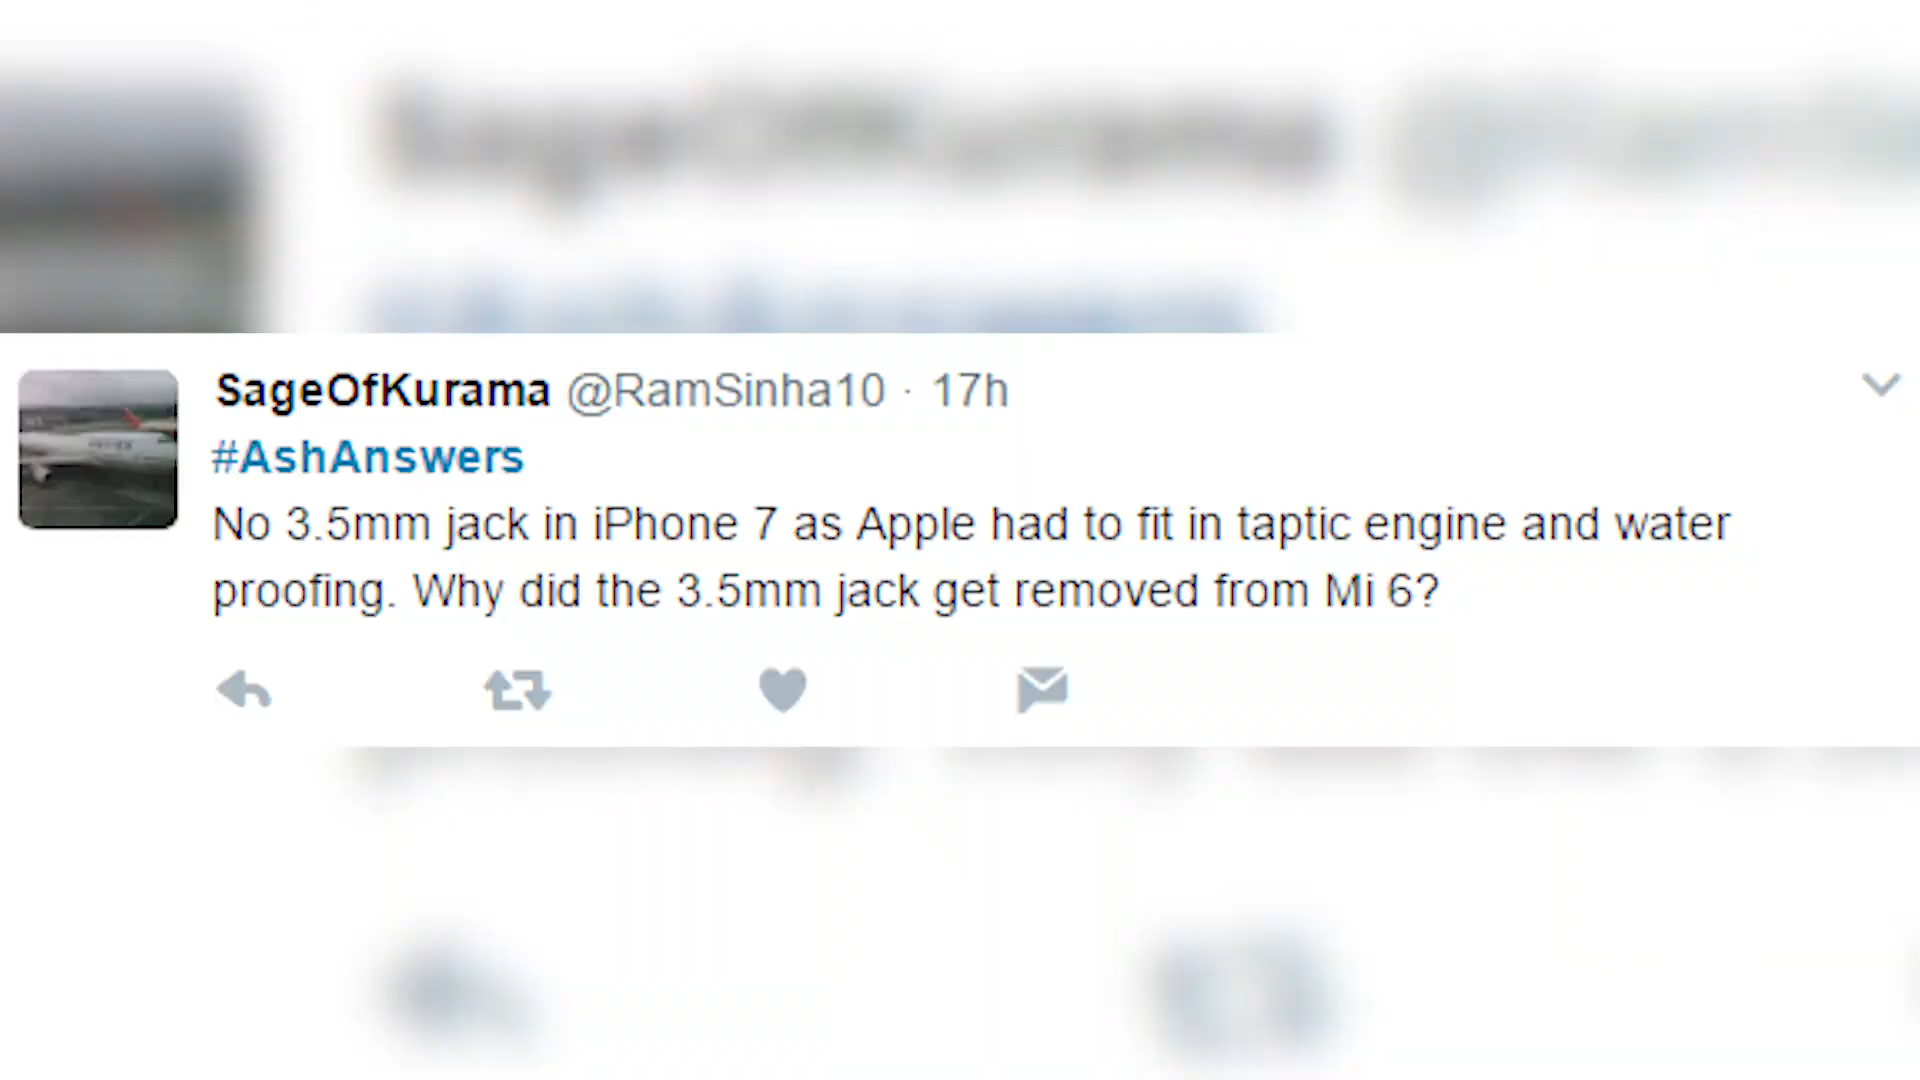 SageOfKurama @RamSinha10 · 17h
#AshAnswers
No 3.5mm jack in iPhone 7 as Apple had to fit in taptic engine and water
proofing. Why did the 3.5mm jack get removed from Mi 6?